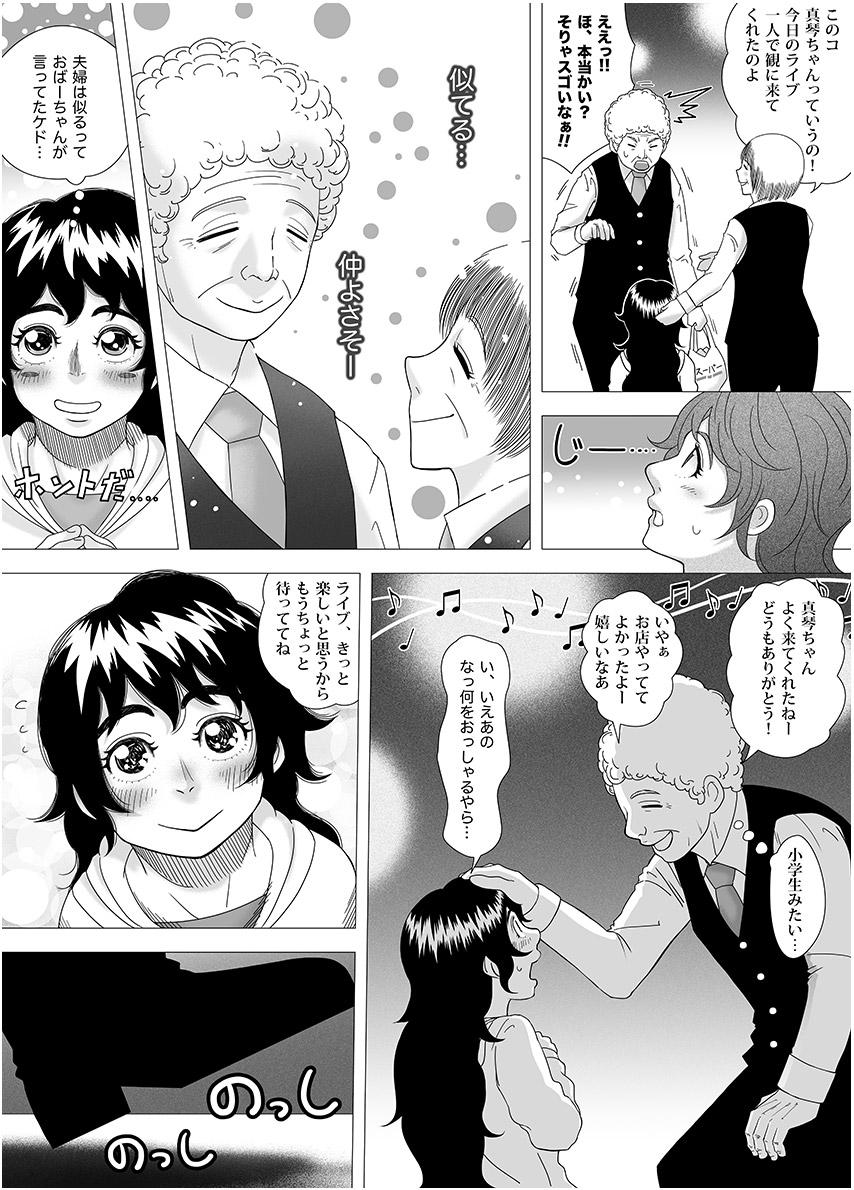 このコ
真琴ちゃんっていうの！
今日のライブ
一人で観に来て
くれたのよ
ええっ!!
ほ、本当かい？
そりゃスゴいなぁ!!
スーパー
じー……
似てる…
仲よさそー
夫婦は似るって
おばーちゃんが
言ってたケド…
ホントだ….
真琴ちゃん
よく来てくれたねー
どうもありがとう！
いやぁ
お店やってて
よかったよー
嬉しいなあ
小学生みたい…
い、いえあの
なっ何をおっしゃるやら…
ライブ、きっと
楽しいと思うから
もうちょっと
待っててね
のっし
のっし